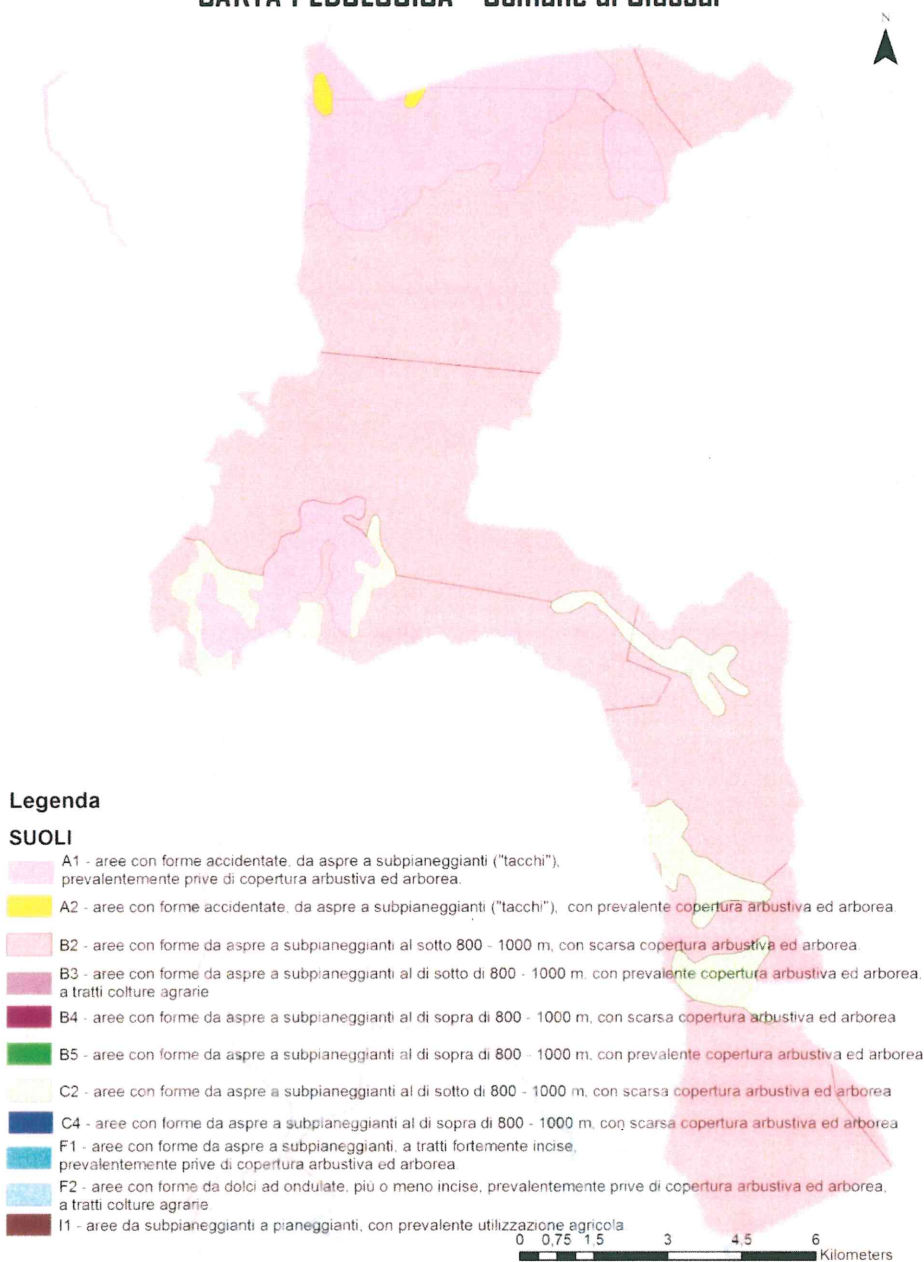 N
Legenda
SUOLI
A1 - aree con forme accidentate, da aspre a subpianeggianti ("tacchi"),
prevalentemente prive di copertura arbustiva ed arborea.
A2 - aree con forme accidentate, da aspre a subpianeggianti ("tacchi"), con prevalente copertura arbustiva ed arborea
B2 - aree con forme da aspre a subpianeggianti al sotto 800 - 1000 m, con scarsa copertura arbustiva ed arborea
B3 - aree con forme da aspre a subpianeggianti al di sotto di 800 - 1000 m, con prevalente copertura arbustiva ed arborea,
a tratti colture agrarie
B4 - aree con forme da aspre a subpianeggianti al di sopra di 800 - 1000 m, con scarsa copertura arbustiva ed arborea
B5 - aree con forme da aspre a subpianeggianti al di sopra di 800 - 1000 m, con prevalente copertura arbustiva ed arborea
C2 - aree con forme da aspre a subpianeggianti al di sotto di 800 - 1000 m, con scarsa copertura arbustiva ed arborea
C4 - aree con forme da aspre a subpianeggianti al di sopra di 800 - 1000 m, con scarsa copertura arbustiva ed arborea
F1 - aree con forme da aspre a subpianeggianti, a tratti fortemente incise,
prevalentemente prive di copertura arbustiva ed arborea
F2 - aree con forme da dolci ad ondulate, più o meno incise, prevalentemente prive di copertura arbustiva ed arborea,
a tratti colture agrarie
I1 - aree da subpianeggianti a pianeggianti, con prevalente utilizzazione agricola
0 0,75 1,5 3 4,5 6
Kilometers